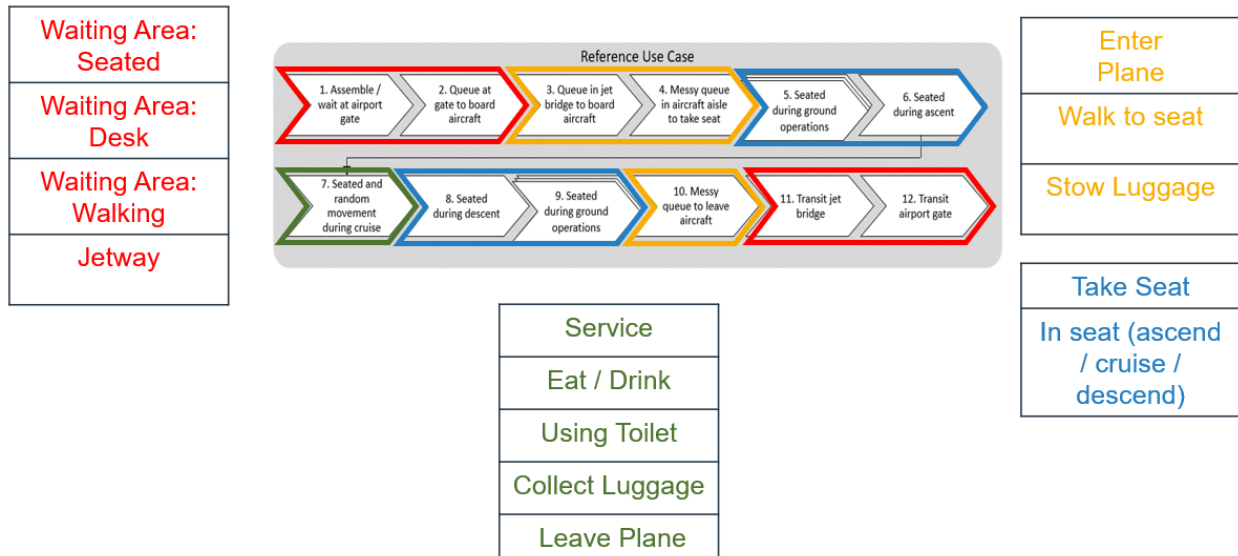 Waiting Area:
Seated
Waiting Area:
Desk
Waiting Area:
Walking
Jetway
Reference Use Case
1. Assemble /
wait at airport
gate
2. Queue at
gate to board
aircraft
3. Queue in jet
bridge to board
aircraft
4. Messy queue
in aircraft aisle
to take seat
5. Seated
during ground
operations
6. Seated
during ascent
7. Seated and
random
movement
during cruise
8. Seated
during descent
9. Seated
during ground
operations
10. Messy
queue to leave
aircraft
11. Transit jet
bridge
12. Transit
airport gate
Enter
Plane
Walk to seat
Stow Luggage
Take Seat
In seat (ascend
/ cruise /
descend)
Service
Eat / Drink
Using Toilet
Collect Luggage
Leave Plane